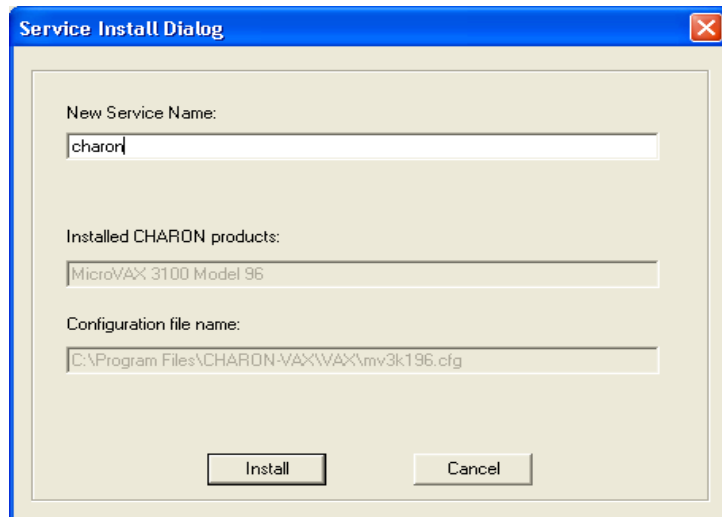 Service Install Dialog
New Service Name:
charon
Installed CHARON products:
MicroVAX 3100 Model 96
Configuration file name:
C:\Program Files\CHARON-VAX\VAX\mv3k196.cfg
Install Cancel